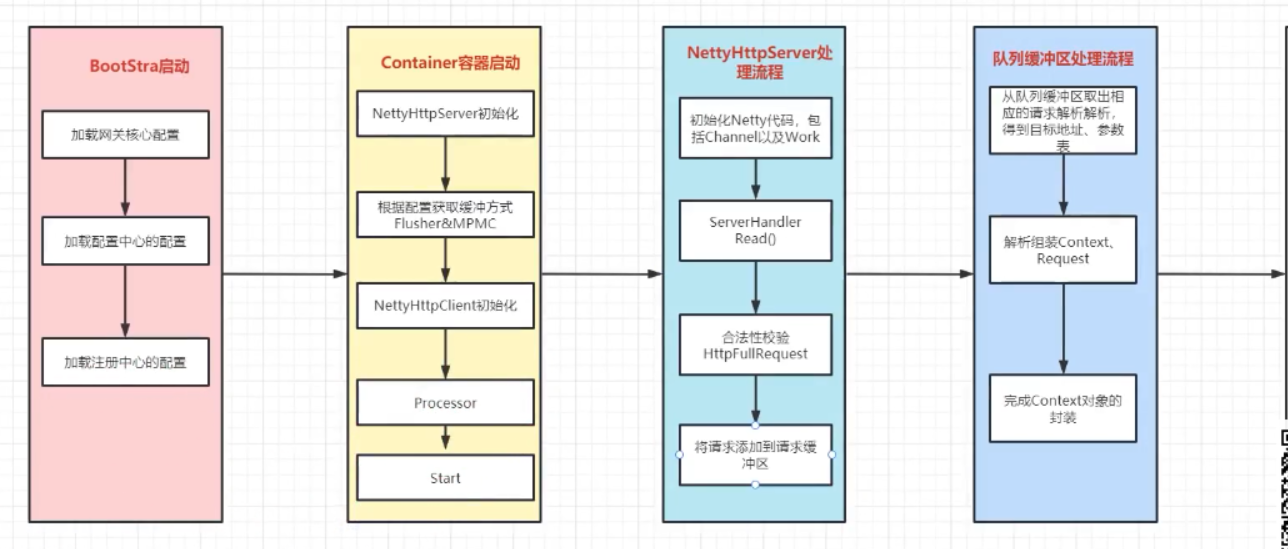 BootStra启动
加载网关核心配置
加载配置中心的配置
加载注册中心的配置
Container容器启动
NettyHttpServer初始化
根据配置获取缓冲方式
Flusher&MPMC
NettyHttpClient初始化
Processor
Start
NettyHttpServer处
理流程
初始化Netty代码，包
括Channel以及Work
ServerHandler
Read()
合法性校验
HttpFullRequest
将请求添加到请求缓
冲区
队列缓冲区处理流程
从队列缓冲区取出相
应的请求解析解析，
得到目标地址、参数
表
解析组装Context、
Request
完成Context对象的
封装